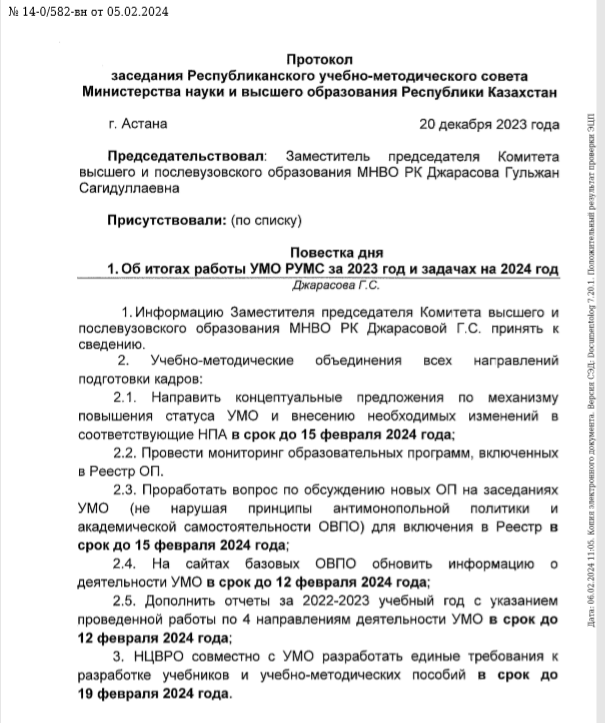 № 14-0/582-вн от 05.02.2024
Протокол
заседания Республиканского учебно-методического совета
Министерства науки и высшего образования Республики Казахстан
г. Астана 20 декабря 2023 года
Председательствовал: Заместитель председателя Комитета
высшего и послевузовского образования МНВО РК Джарасова Гульжан
Сагидуллаевна
Присутствовали: (по списку)
Повестка дня
1. Об итогах работы УМО РУМС за 2023 год и задачах на 2024 год
Джарасова Г.С.
1. Информацию Заместителя председателя Комитета высшего и
послевузовского образования МНВО РК Джарасовой Г.С. принять к
сведению.
2. Учебно-методические объединения всех направлений
подготовки кадров:
2.1. Направить концептуальные предложения по механизму
повышения статуса УМО и внесению необходимых изменений в
соответствующие НПА в срок до 15 февраля 2024 года;
2.2. Провести мониторинг образовательных программ, включенных
в Реестр ОП.
2.3. Проработать вопрос по обсуждению новых ОП на заседаниях
УМО (не нарушая принципы антимонопольной политики и
академической самостоятельности ОВПО) для включения в Реестр в
срок до 15 февраля 2024 года;
2.4. На сайтах базовых ОВПО обновить информацию о
деятельности УМО в срок до 12 февраля 2024 года;
2.5. Дополнить отчеты за 2022-2023 учебный год с указанием
проведенной работы по 4 направлениям деятельности УМО в срок до
12 февраля 2024 года;
3. НЦВРО совместно с УМО разработать единые требования к
разработке учебников и учебно-методических пособий в срок до
19 февраля 2024 года.
Дата: 06.02.2024 11:05. Копия электронного документа. Версия СЭД: Documentolog 7.20.1. Положительный результат проверки ЭЦП